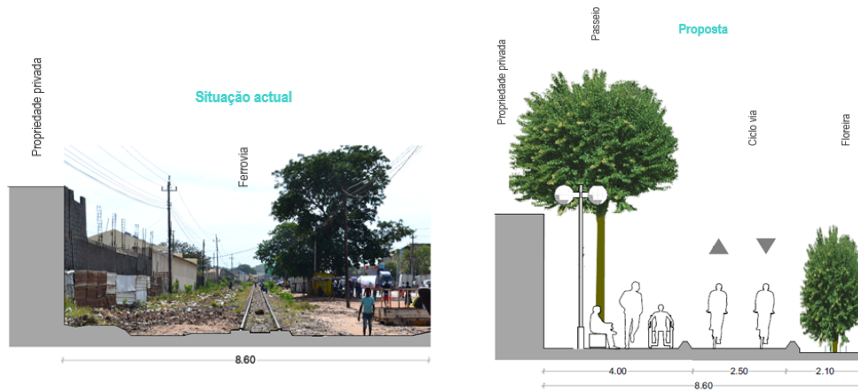 Propriedade privada
Situação actual
Ferrovia
8.60
Propriedade privada
Passeio
Proposta
Ciclo via
Floreira
4.00
2.50
2.10
8.60